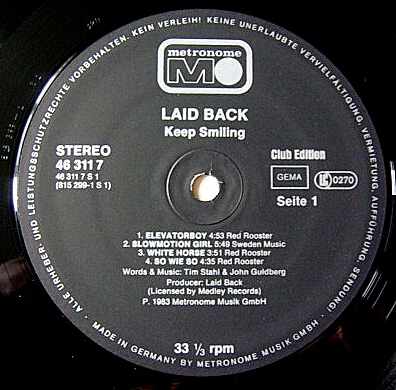 ALLE URHEBER- UND LEISTUNGSSCHUTZRECHTE VORBEHALTEN. KEIN VERLEIH! KEINE UNERLAUBTE VERVIELFÄLTIGUNG, VERMIETUNG, AUFFÜHRUNG, SENDUNG!
metronome
M
LAID BACK
Keep Smiling
STEREO
46 311 7
46 311 7 S 1
(815 299-1 S 1)
Club Edition
GEMA
LC 0270
Seite 1
1. ELEVATORBOY 4:53 Red Rooster
2. SLOWMOTION GIRL 5:49 Sweden Music
3. WHITE HORSE 3:51 Red Rooster
4. SO WIE SO 4:35 Red Rooster
Words & Music: Tim Stahl & John Guldberg
Producer: Laid Back
(Licensed by Medley Records)
P. 1983 Metronome Musik GmbH
33 ⅓ rpm
MADE IN GERMANY BY METRONOME MUSIK GMBH